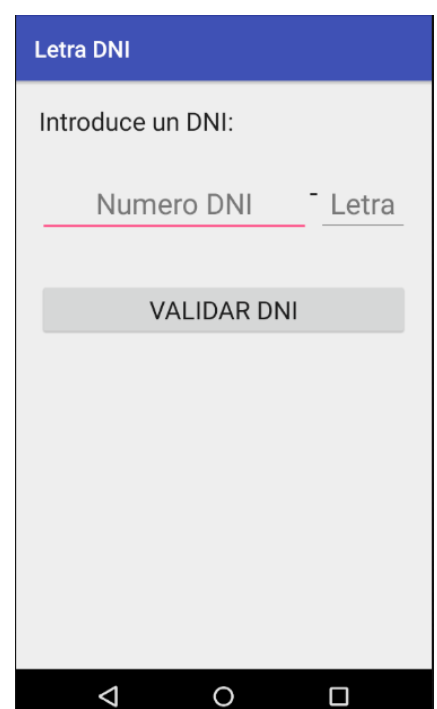 Letra DNI
Introduce un DNI:
Numero DNI - Letra
VALIDAR DNI